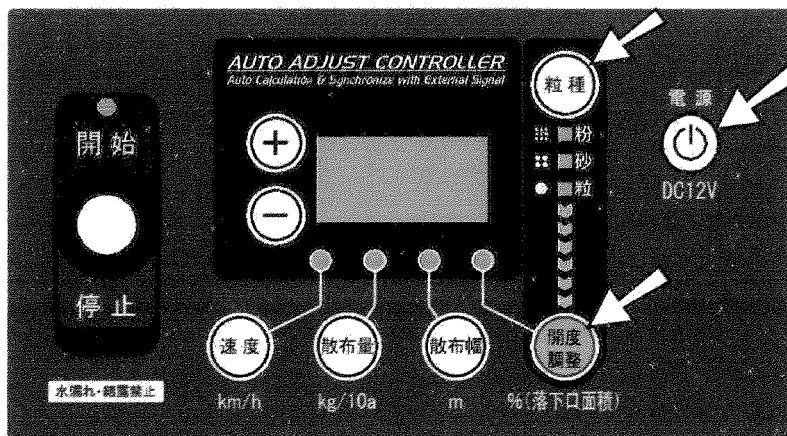 AUTO ADJUST CONTROLLER
Auto Calculation & Synchronize with External Signal
開始
停止
水濡れ・結露禁止
+
−
速度
km/h
散布量
kg/10a
散布幅
m
開度
調整
%(落下口面積)
粒種
粉
砂
粒
電源
DC12V